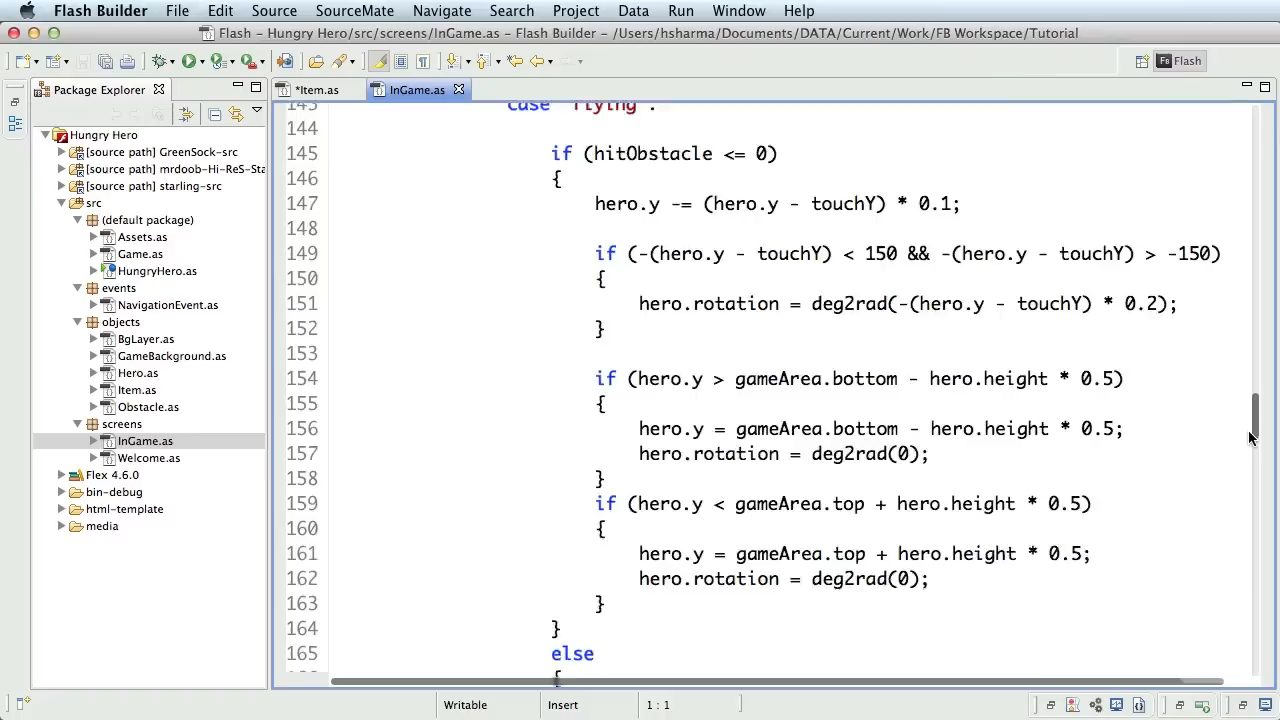 Flash Builder File Edit Source SourceMate Navigate Search Project Data Run Window Help
Flash - Hungry Hero/src/screens/InGame.as - Flash Builder - /Users/hsharma/Documents/DATA/Current/Work/FB Workspace/Tutorial
Flash
Package Explorer
*Item.as
InGame.as
Hungry Hero
[source path] GreenSock-src
[source path] mrdoob-Hi-ReS-Sta
[source path] starling-src
src
(default package)
Assets.as
Game.as
HungryHero.as
events
NavigationEvent.as
objects
BgLayer.as
GameBackground.as
Hero.as
Item.as
Obstacle.as
screens
InGame.as
Welcome.as
Flex 4.6.0
bin-debug
html-template
media
143 case "flying":
144
145 if (hitObstacle <= 0)
146 {
147 hero.y -= (hero.y - touchY) * 0.1;
148
149 if (-(hero.y - touchY) < 150 && -(hero.y - touchY) > -150)
150 {
151 hero.rotation = deg2rad(-(hero.y - touchY) * 0.2);
152 }
153
154 if (hero.y > gameArea.bottom - hero.height * 0.5)
155 {
156 hero.y = gameArea.bottom - hero.height * 0.5;
157 hero.rotation = deg2rad(0);
158 }
159 if (hero.y < gameArea.top + hero.height * 0.5)
160 {
161 hero.y = gameArea.top + hero.height * 0.5;
162 hero.rotation = deg2rad(0);
163 }
164 }
165 else
{
Writable Insert 1 : 1